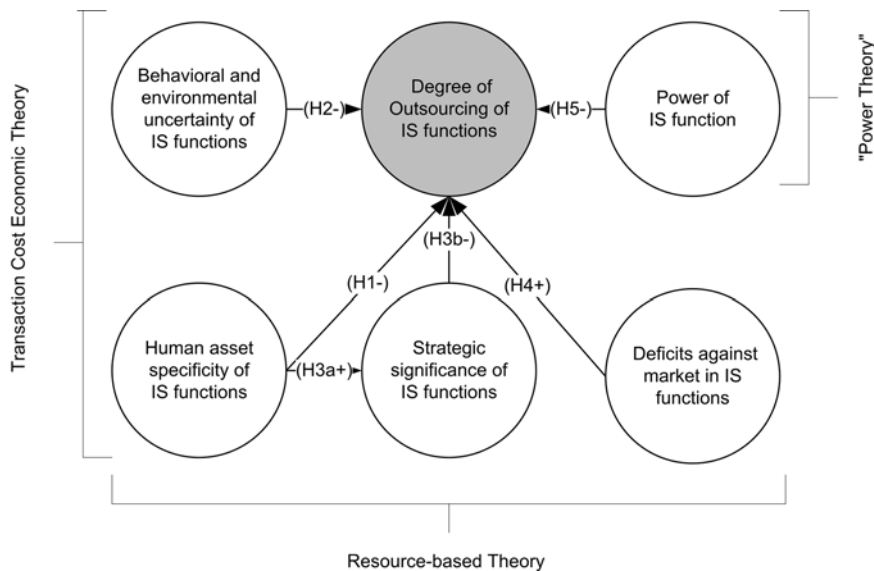 Transaction Cost Economic Theory
Behavioral and
environmental
uncertainty of
IS functions
(H2-)
Degree of
Outsourcing of
IS functions
(H5-)
Power of
IS function
"Power Theory"
(H1-)
(H3b-)
(H4+)
Human asset
specificity of
IS functions
(H3a+)
Strategic
significance of
IS functions
Deficits against
market in IS
functions
Resource-based Theory